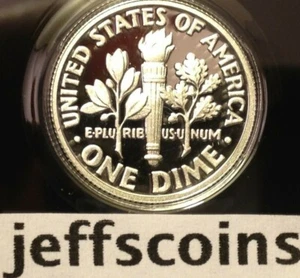 UNITED STATES OF AMERICA
E·PLURIBUS·UNUM
· ONE DIME ·
jeffscoins